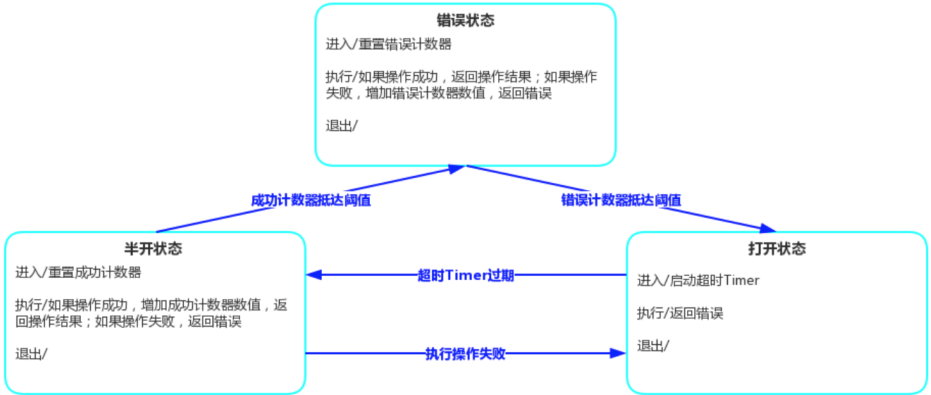 错误状态
进入/重置错误计数器
执行/如果操作成功，返回操作结果；如果操作
失败，增加错误计数器数值，返回错误
退出/
成功计数器抵达阈值
错误计数器抵达阈值
半开状态
进入/重置成功计数器
执行/如果操作成功，增加成功计数器数值，返
回操作结果；如果操作失败，返回错误
退出/
超时Timer过期
执行操作失败
打开状态
进入/启动超时Timer
执行/返回错误
退出/